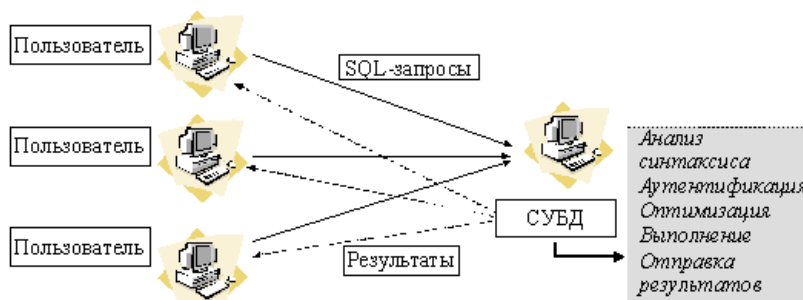 Пользователь
SQL-запросы
Пользователь
Анализ
синтаксиса
Аутентификация
Оптимизация
Выполнение
Отправка
результатов
СУБД
Пользователь
Результаты